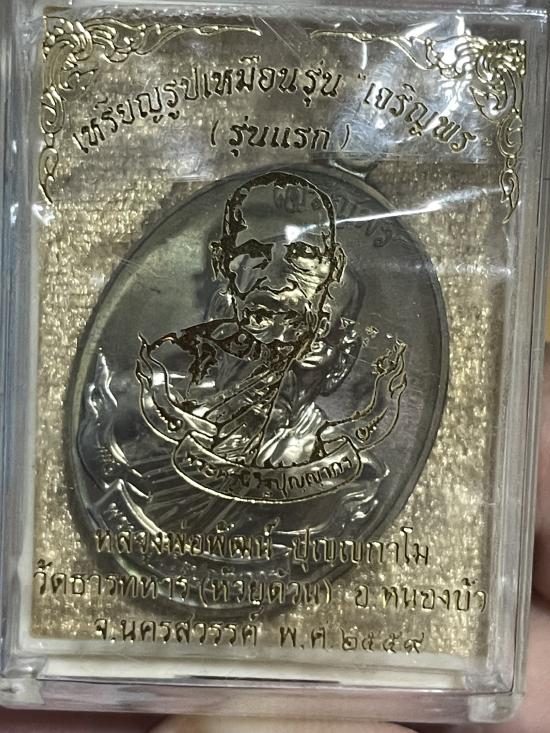 เหรียญรูปเหมือนรุ่น "เจริญพร"
(รุ่นแรก)
หลวงพ่อพัฒน์ ปุญฺญกาโม
วัดธารทหาร (ห้วยด้วน) อ.หนองบัว
จ.นครสวรรค์ พ.ศ.๒๕๕๙